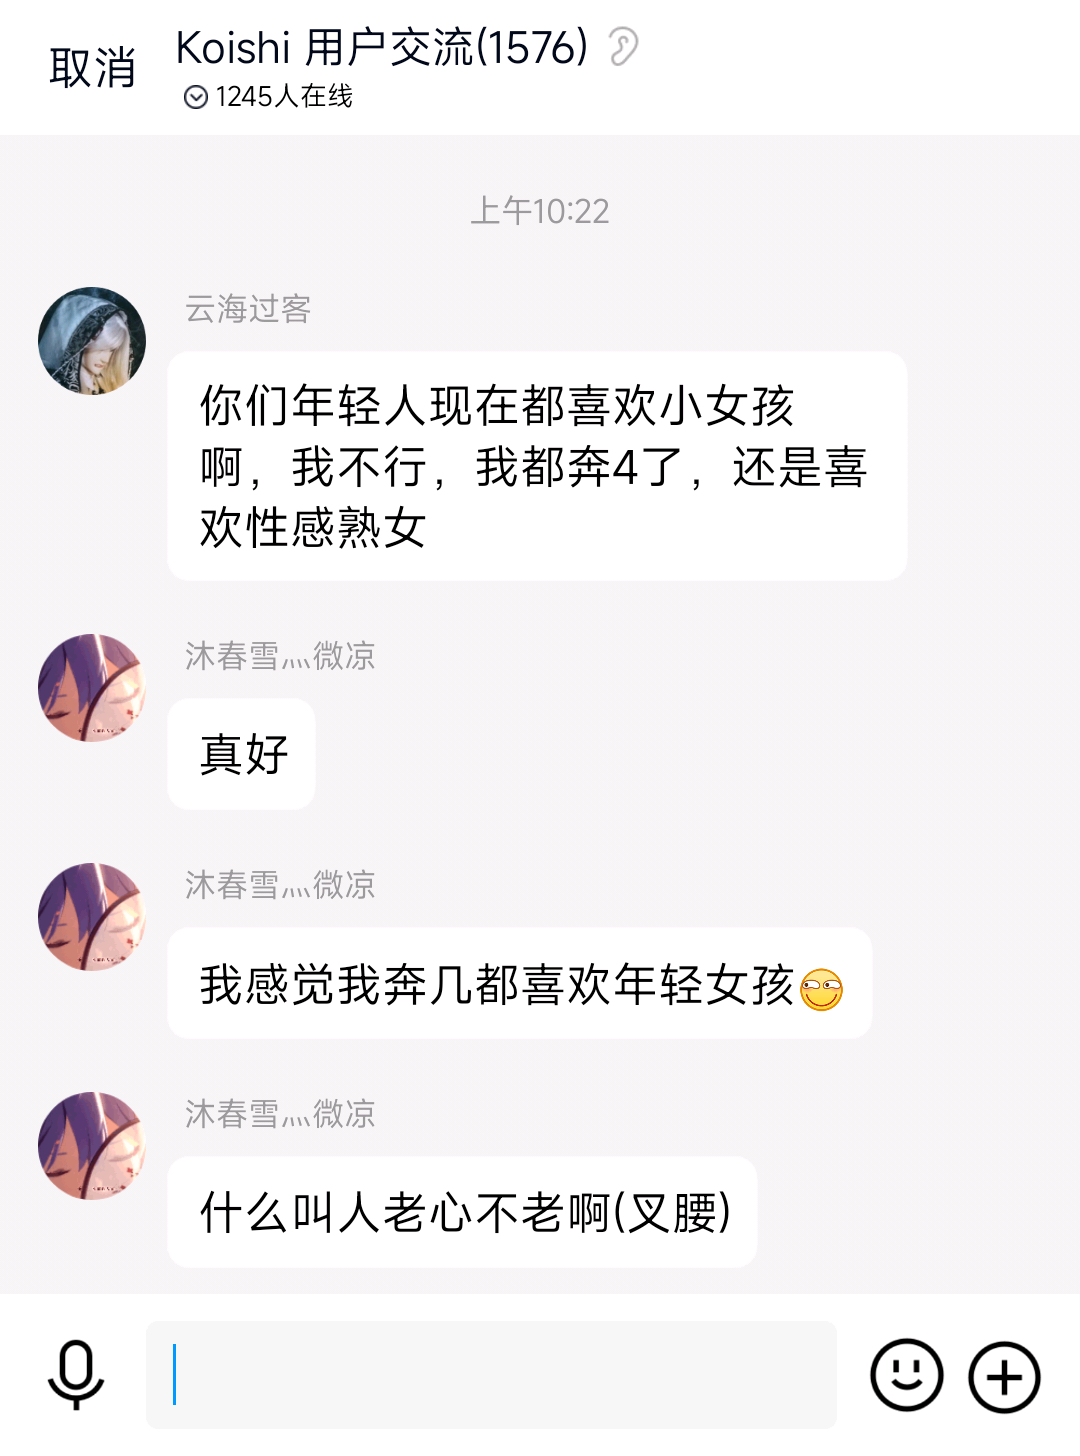 取消
Koishi 用户交流(1576)
1245人在线
上午10:22
云海过客
你们年轻人现在都喜欢小女孩
啊，我不行，我都奔4了，还是喜
欢性感熟女
沐春雪灬微凉
真好
沐春雪灬微凉
我感觉我奔几都喜欢年轻女孩
沐春雪灬微凉
什么叫人老心不老啊(叉腰)